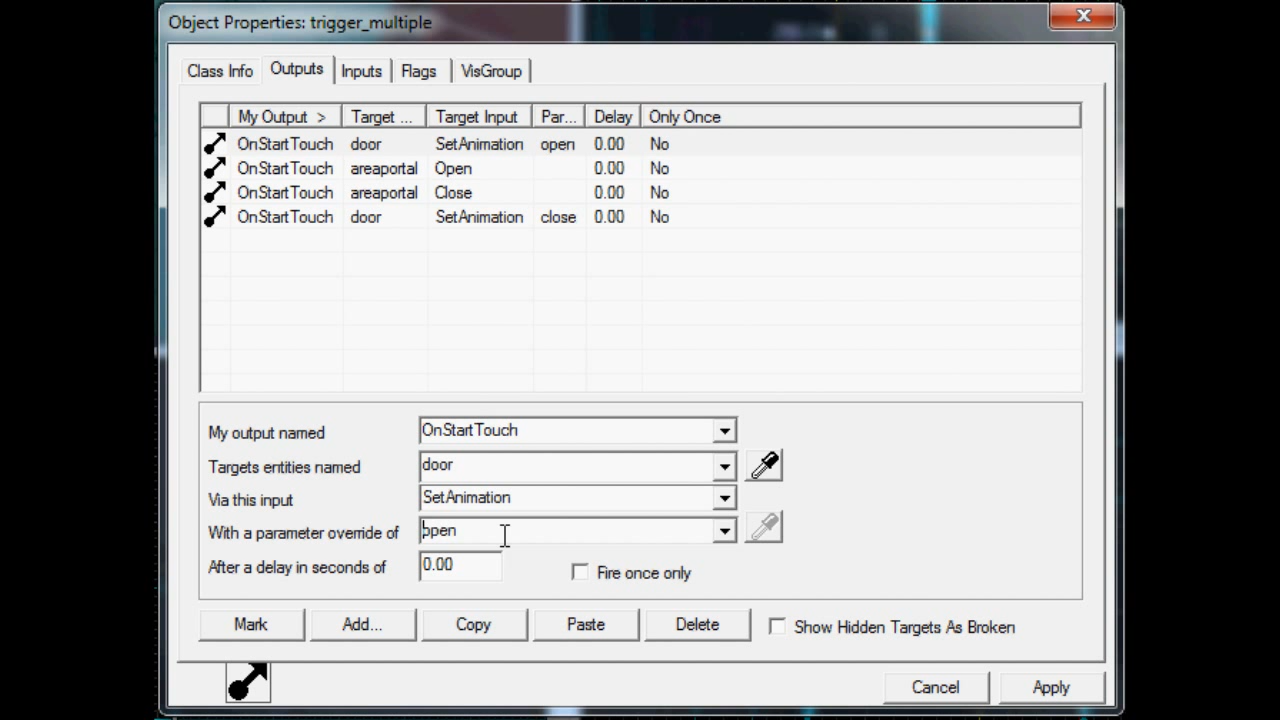 Object Properties: trigger_multiple
Class Info Outputs Inputs Flags VisGroup
My Output > Target ... Target Input Par... Delay Only Once
OnStartTouch door SetAnimation open 0.00 No
OnStartTouch areaportal Open 0.00 No
OnStartTouch areaportal Close 0.00 No
OnStartTouch door SetAnimation close 0.00 No
My output named OnStartTouch
Targets entities named door
Via this input SetAnimation
With a parameter override of open
After a delay in seconds of 0.00 Fire once only
Mark Add... Copy Paste Delete Show Hidden Targets As Broken
Cancel Apply